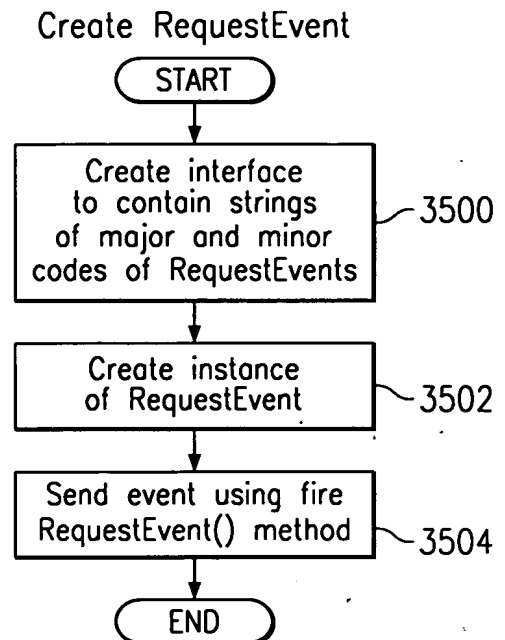 Create RequestEvent
START
Create interface
to contain strings
of major and minor
codes of RequestEvents
3500
Create instance
of RequestEvent
3502
Send event using fire
RequestEvent() method
3504
END